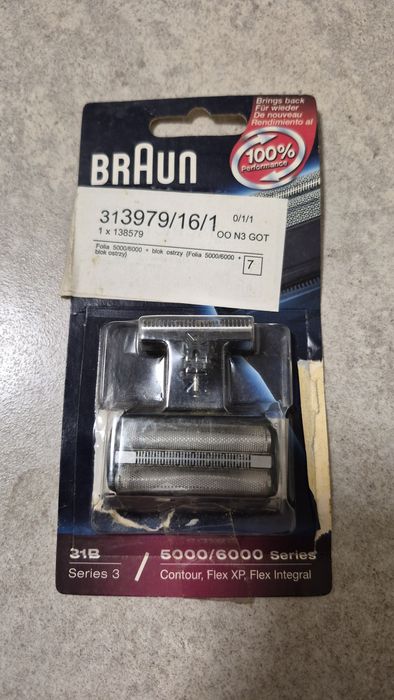 Brings back
Für wieder
De nouveau
Rendimiento al
100%
Performance
BRAUN
313979/16/1 0/1/1
1 x 138579 OO N3 GOT
Folia 5000/6000 + blok ostrzy (Folia 5000/6000 +
blok ostrzy) 7
31B / 5000/6000 Series
Series 3 Contour, Flex XP, Flex Integral